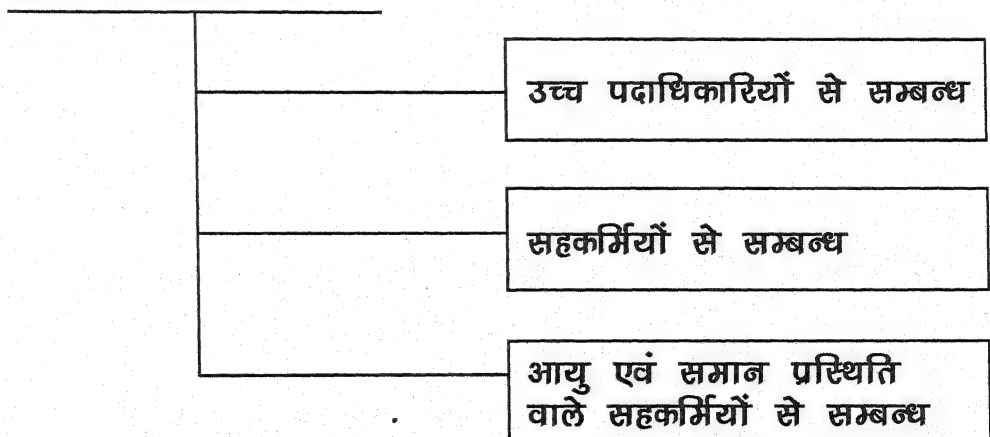 उच्च पदाधिकारियों से सम्बन्ध
सहकर्मियों से सम्बन्ध
आयु एवं समान प्रस्थिति
वाले सहकर्मियों से सम्बन्ध